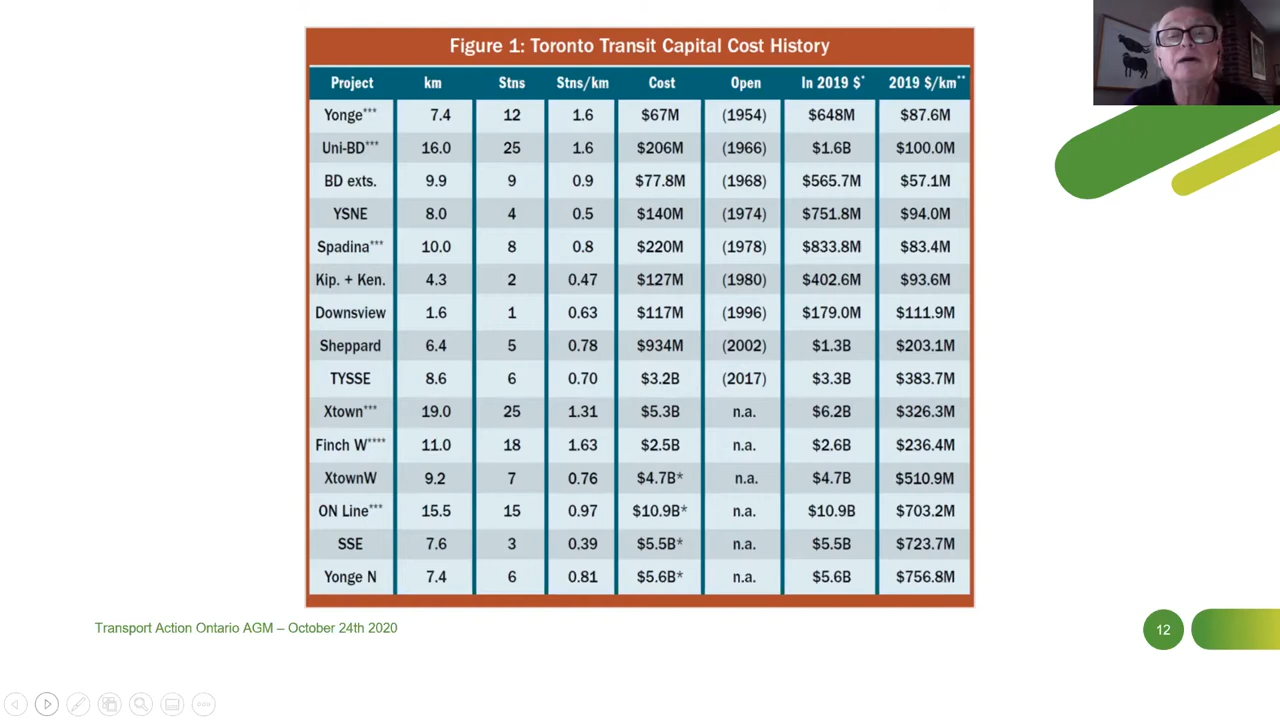 Figure 1: Toronto Transit Capital Cost History
Project km Stns Stns/km Cost Open In 2019 $* 2019 $/km**
Yonge*** 7.4 12 1.6 $67M (1954) $648M $87.6M
Uni-BD*** 16.0 25 1.6 $206M (1966) $1.6B $100.0M
BD exts. 9.9 9 0.9 $77.8M (1968) $565.7M $57.1M
YSNE 8.0 4 0.5 $140M (1974) $751.8M $94.0M
Spadina*** 10.0 8 0.8 $220M (1978) $833.8M $83.4M
Kip. + Ken. 4.3 2 0.47 $127M (1980) $402.6M $93.6M
Downsview 1.6 1 0.63 $117M (1996) $179.0M $111.9M
Sheppard 6.4 5 0.78 $934M (2002) $1.3B $203.1M
TYSSE 8.6 6 0.70 $3.2B (2017) $3.3B $383.7M
Xtown*** 19.0 25 1.31 $5.3B n.a. $6.2B $326.3M
Finch W**** 11.0 18 1.63 $2.5B n.a. $2.6B $236.4M
XtownW 9.2 7 0.76 $4.7B* n.a. $4.7B $510.9M
ON Line*** 15.5 15 0.97 $10.9B* n.a. $10.9B $703.2M
SSE 7.6 3 0.39 $5.5B* n.a. $5.5B $723.7M
Yonge N 7.4 6 0.81 $5.6B* n.a. $5.6B $756.8M
Transport Action Ontario AGM – October 24th 2020
12